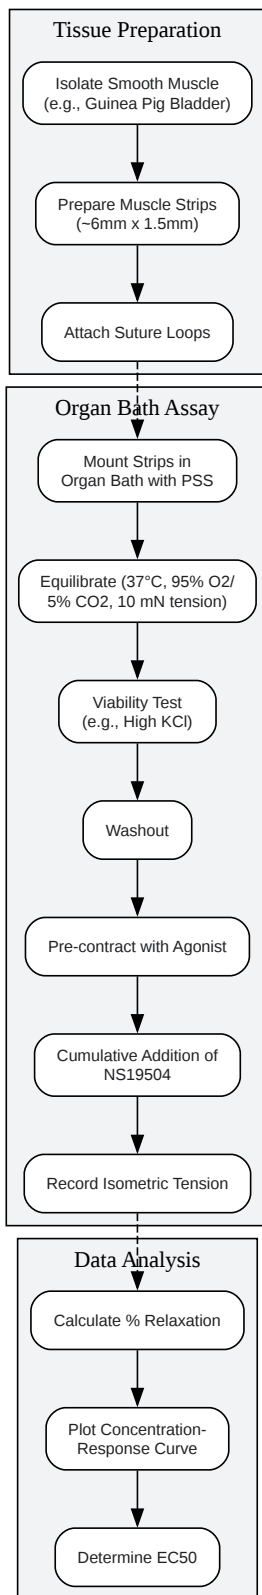 Tissue Preparation
Isolate Smooth Muscle
(e.g., Guinea Pig Bladder)
Prepare Muscle Strips
(~6mm x 1.5mm)
Attach Suture Loops
Organ Bath Assay
Mount Strips in
Organ Bath with PSS
Equilibrate (37°C, 95% O2/
5% CO2, 10 mN tension)
Viability Test
(e.g., High KCl)
Washout
Pre-contract with Agonist
Cumulative Addition of
NS19504
Record Isometric Tension
Data Analysis
Calculate % Relaxation
Plot Concentration-
Response Curve
Determine EC50